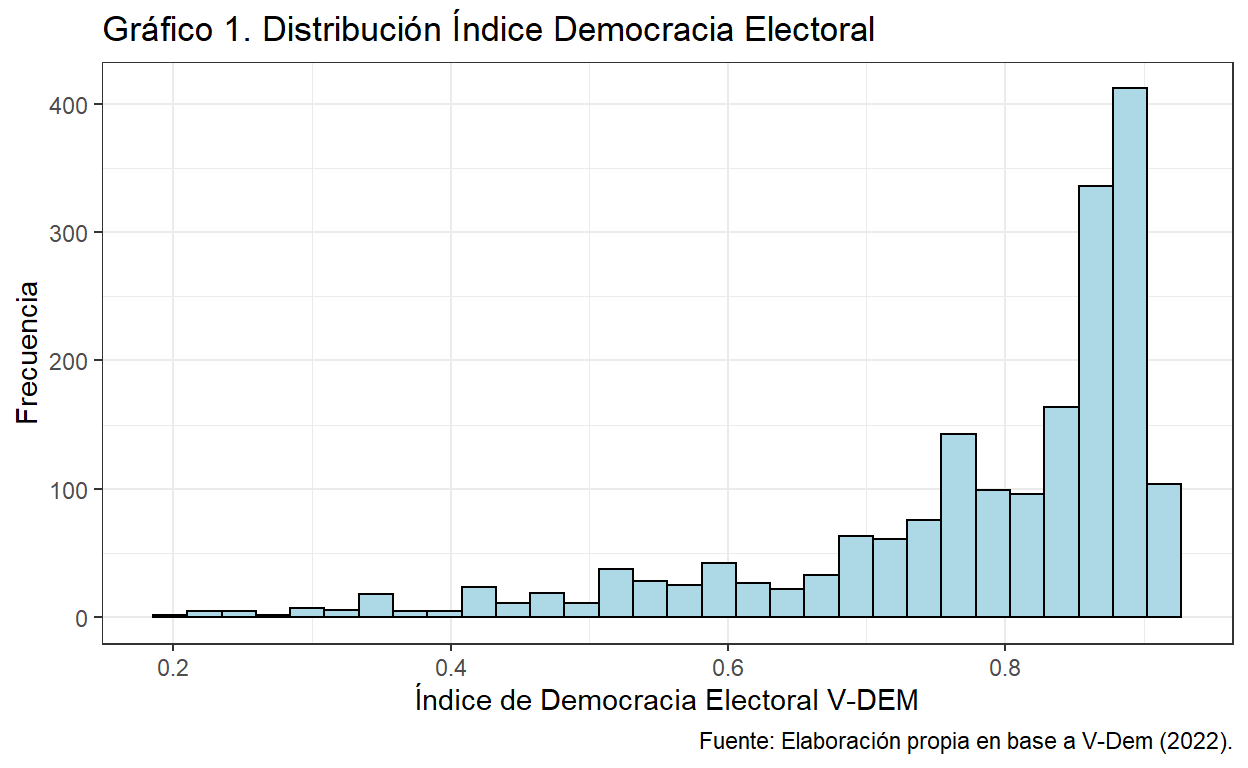 Gráfico 1. Distribución Índice Democracia Electoral
Frecuencia
400
300
200
100
0
0.2 0.4 0.6 0.8
Índice de Democracia Electoral V-DEM
Fuente: Elaboración propia en base a V-Dem (2022).